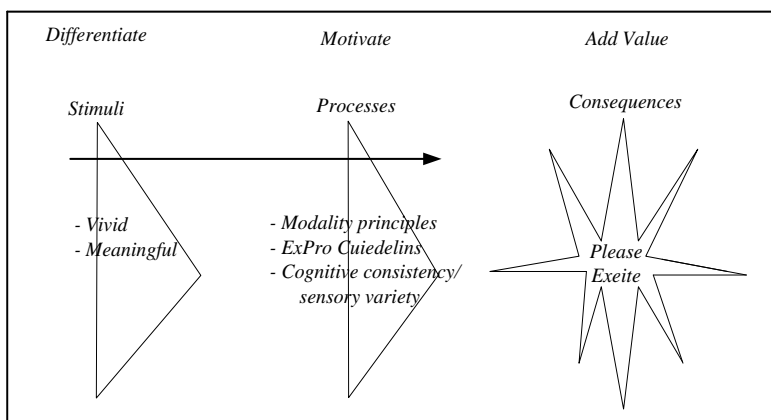 Differentiate
Motivate
Add Value
Stimuli
Processes
Consequences
- Vivid
- Meaningful
- Modality principles
- ExPro Cuiedelins
- Cognitive consistency/
sensory variety
Please
Exeite